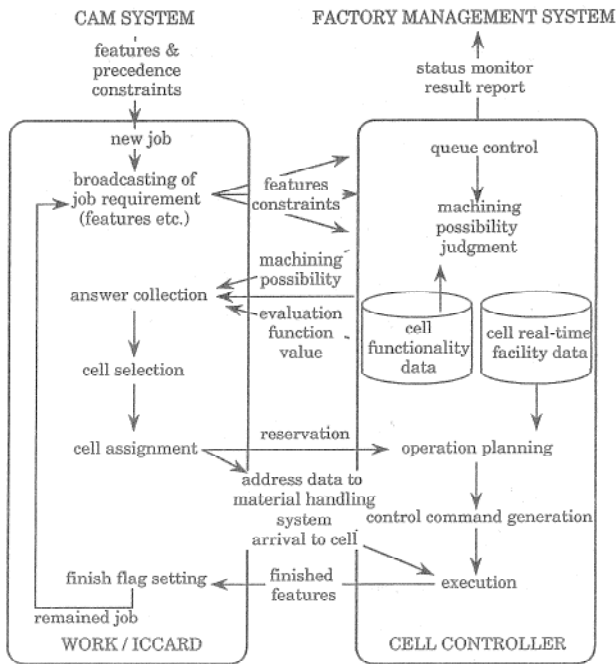 CAM SYSTEM
FACTORY MANAGEMENT SYSTEM
features &
precedence
constraints
status monitor
result report
new job
broadcasting of
job requirement
(features etc.)
features
constraints
queue control
machining
possibility
judgment
machining
possibility
answer collection
evaluation
function
value
cell
functionality
data
cell real-time
facility data
cell selection
cell assignment
reservation
operation planning
address data to
material handling
system
arrival to cell
control command generation
finish flag setting
finished
features
execution
remained job
WORK / ICCARD
CELL CONTROLLER